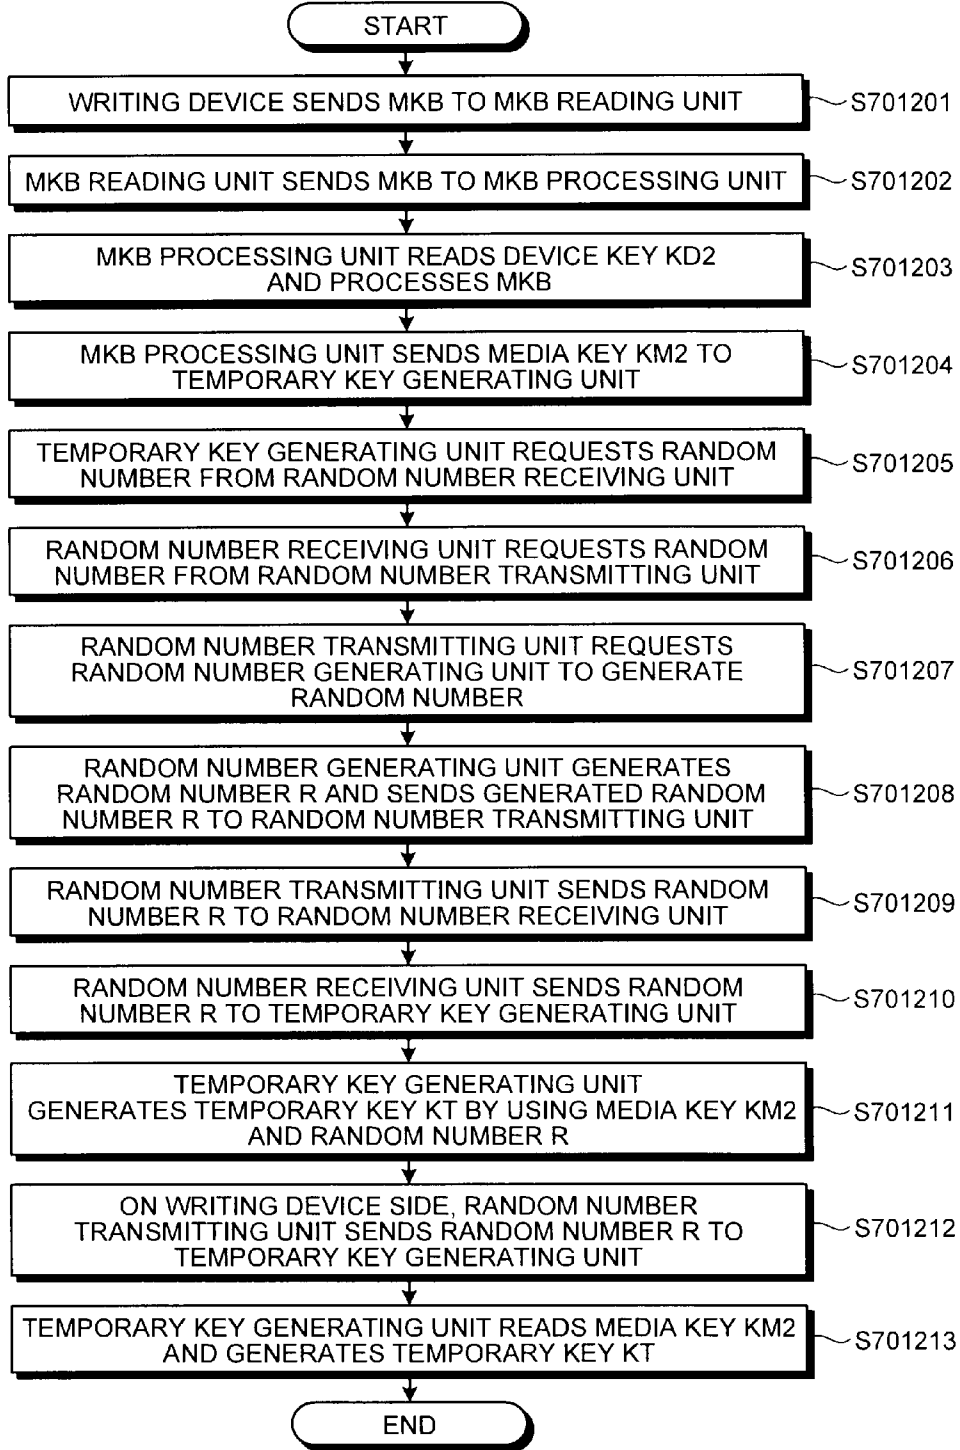 START
WRITING DEVICE SENDS MKB TO MKB READING UNIT
S701201
MKB READING UNIT SENDS MKB TO MKB PROCESSING UNIT
S701202
MKB PROCESSING UNIT READS DEVICE KEY KD2
AND PROCESSES MKB
S701203
MKB PROCESSING UNIT SENDS MEDIA KEY KM2 TO
TEMPORARY KEY GENERATING UNIT
S701204
TEMPORARY KEY GENERATING UNIT REQUESTS RANDOM
NUMBER FROM RANDOM NUMBER RECEIVING UNIT
S701205
RANDOM NUMBER RECEIVING UNIT REQUESTS RANDOM
NUMBER FROM RANDOM NUMBER TRANSMITTING UNIT
S701206
RANDOM NUMBER TRANSMITTING UNIT REQUESTS
RANDOM NUMBER GENERATING UNIT TO GENERATE
RANDOM NUMBER
S701207
RANDOM NUMBER GENERATING UNIT GENERATES
RANDOM NUMBER R AND SENDS GENERATED RANDOM
NUMBER R TO RANDOM NUMBER TRANSMITTING UNIT
S701208
RANDOM NUMBER TRANSMITTING UNIT SENDS RANDOM
NUMBER R TO RANDOM NUMBER RECEIVING UNIT
S701209
RANDOM NUMBER RECEIVING UNIT SENDS RANDOM
NUMBER R TO TEMPORARY KEY GENERATING UNIT
S701210
TEMPORARY KEY GENERATING UNIT
GENERATES TEMPORARY KEY KT BY USING MEDIA KEY KM2
AND RANDOM NUMBER R
S701211
ON WRITING DEVICE SIDE, RANDOM NUMBER
TRANSMITTING UNIT SENDS RANDOM NUMBER R TO
TEMPORARY KEY GENERATING UNIT
S701212
TEMPORARY KEY GENERATING UNIT READS MEDIA KEY KM2
AND GENERATES TEMPORARY KEY KT
S701213
END